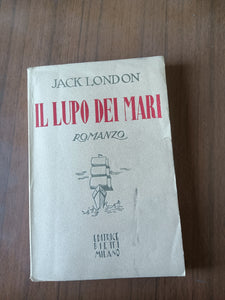 JACK LONDON
IL LUPO DEI MARI
ROMANZO
EDITRICE
BIETTI
MILANO